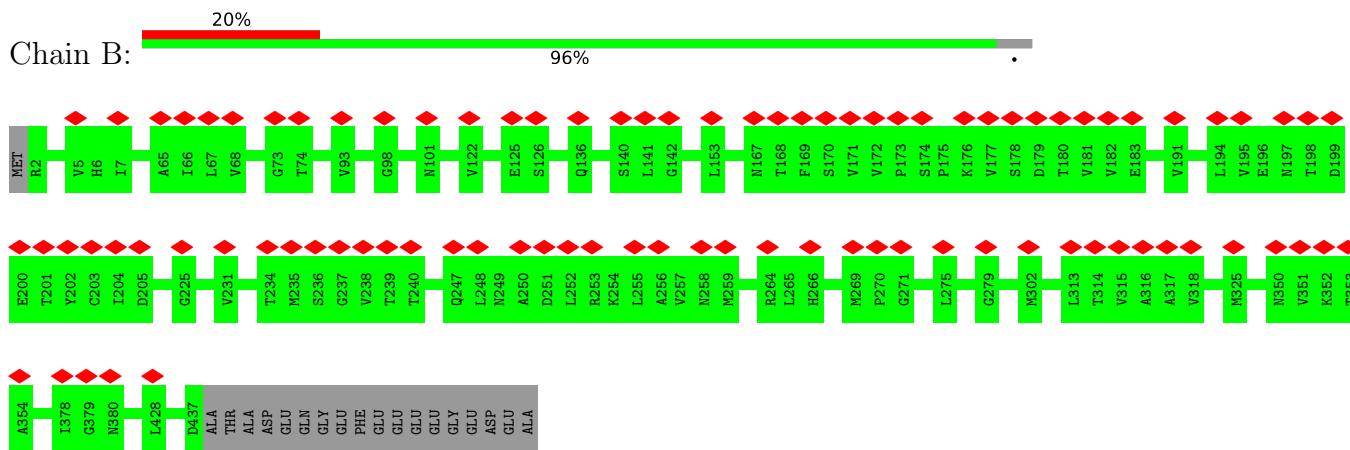 20%
Chain B:
96%
.
MET R2 V5 H6 I7 A65 I66 L67 V68 G73 T74 V93 G98 N101 V122 E125 S126 Q136 S140 L141 G142 L153 N167 T168 F169 S170 V171 V172 P173 S174 P175 K176 V177 S178 D179 T180 V181 V182 E183 V191 L194 V195 E196 N197 T198 D199
E200 T201 Y202 C203 I204 D205 G225 V231 T234 M235 S236 G237 V238 T239 T240 Q247 L248 N249 A250 D251 L252 R253 K254 L255 A256 V257 N258 M259 R264 L265 H266 M269 P270 G271 L275 G279 M302 L313 T314 V315 A316 A317 V318 M325 N350 V351 K352 T353
A354 I378 G379 N380 L428 D437 ALA THR ALA ASP GLU GLN GLY GLU PHE GLU GLU GLU GLU GLY GLU ASP GLU ALA